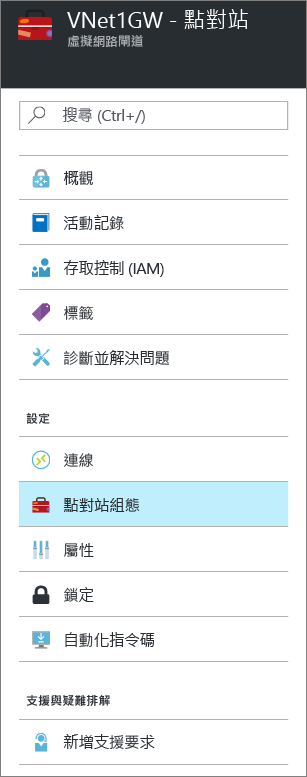 VNet1GW - 點對站
虛擬網路閘道
搜尋 (Ctrl+/)
概觀
活動記錄
存取控制 (IAM)
標籤
診斷並解決問題
設定
連線
點對站組態
屬性
鎖定
自動化指令碼
支援與疑難排解
新增支援要求